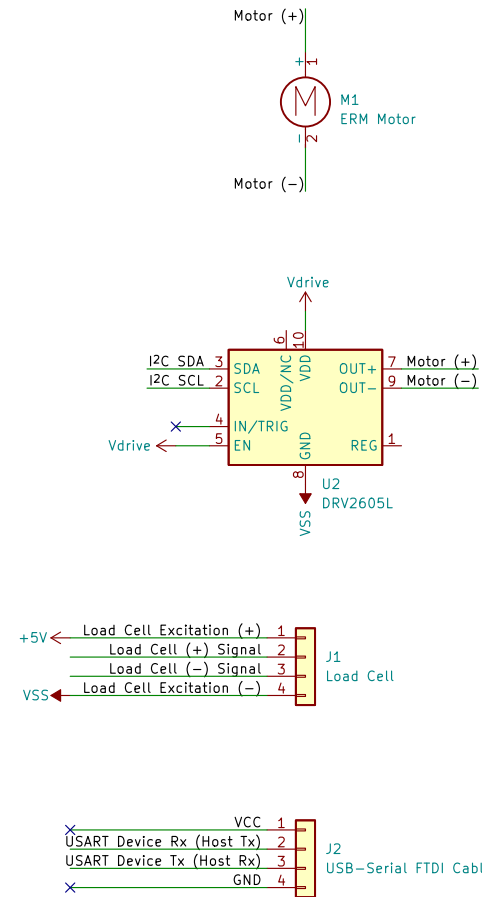 Motor (+)
+
1
M1
ERM Motor
M
−
2
Motor (−)
Vdrive
6
10
I²C SDA
3
SDA
VDD/NC
VDD
OUT+
7
Motor (+)
I²C SCL
2
SCL
OUT−
9
Motor (−)
4
IN/TRIG
Vdrive
5
EN
GND
REG
1
8
U2
DRV2605L
VSS
Load Cell Excitation (+)
1
+5V
Load Cell (+) Signal
2
J1
Load Cell (−) Signal
3
Load Cell
Load Cell Excitation (−)
4
VSS
VCC
1
USART Device Rx (Host Tx)
2
J2
USART Device Tx (Host Rx)
3
USB−Serial FTDI Cabl
GND
4